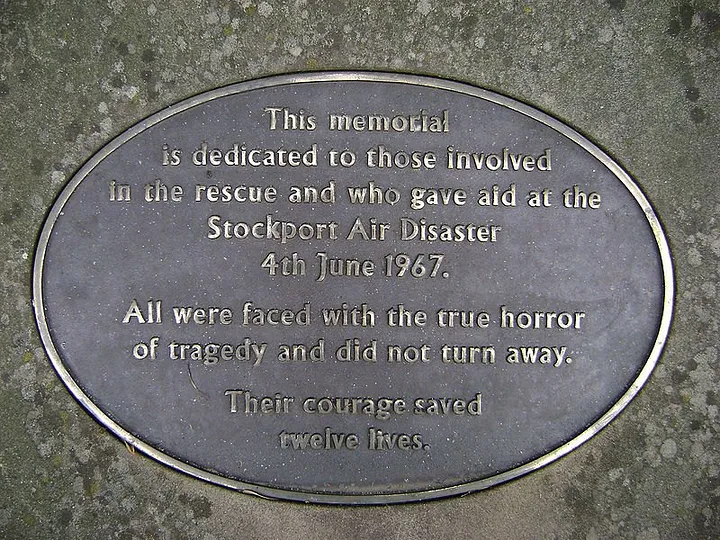 This memorial
is dedicated to those involved
in the rescue and who gave aid at the
Stockport Air Disaster
4th June 1967.
All were faced with the true horror
of tragedy and did not turn away.
Their courage saved
twelve lives.